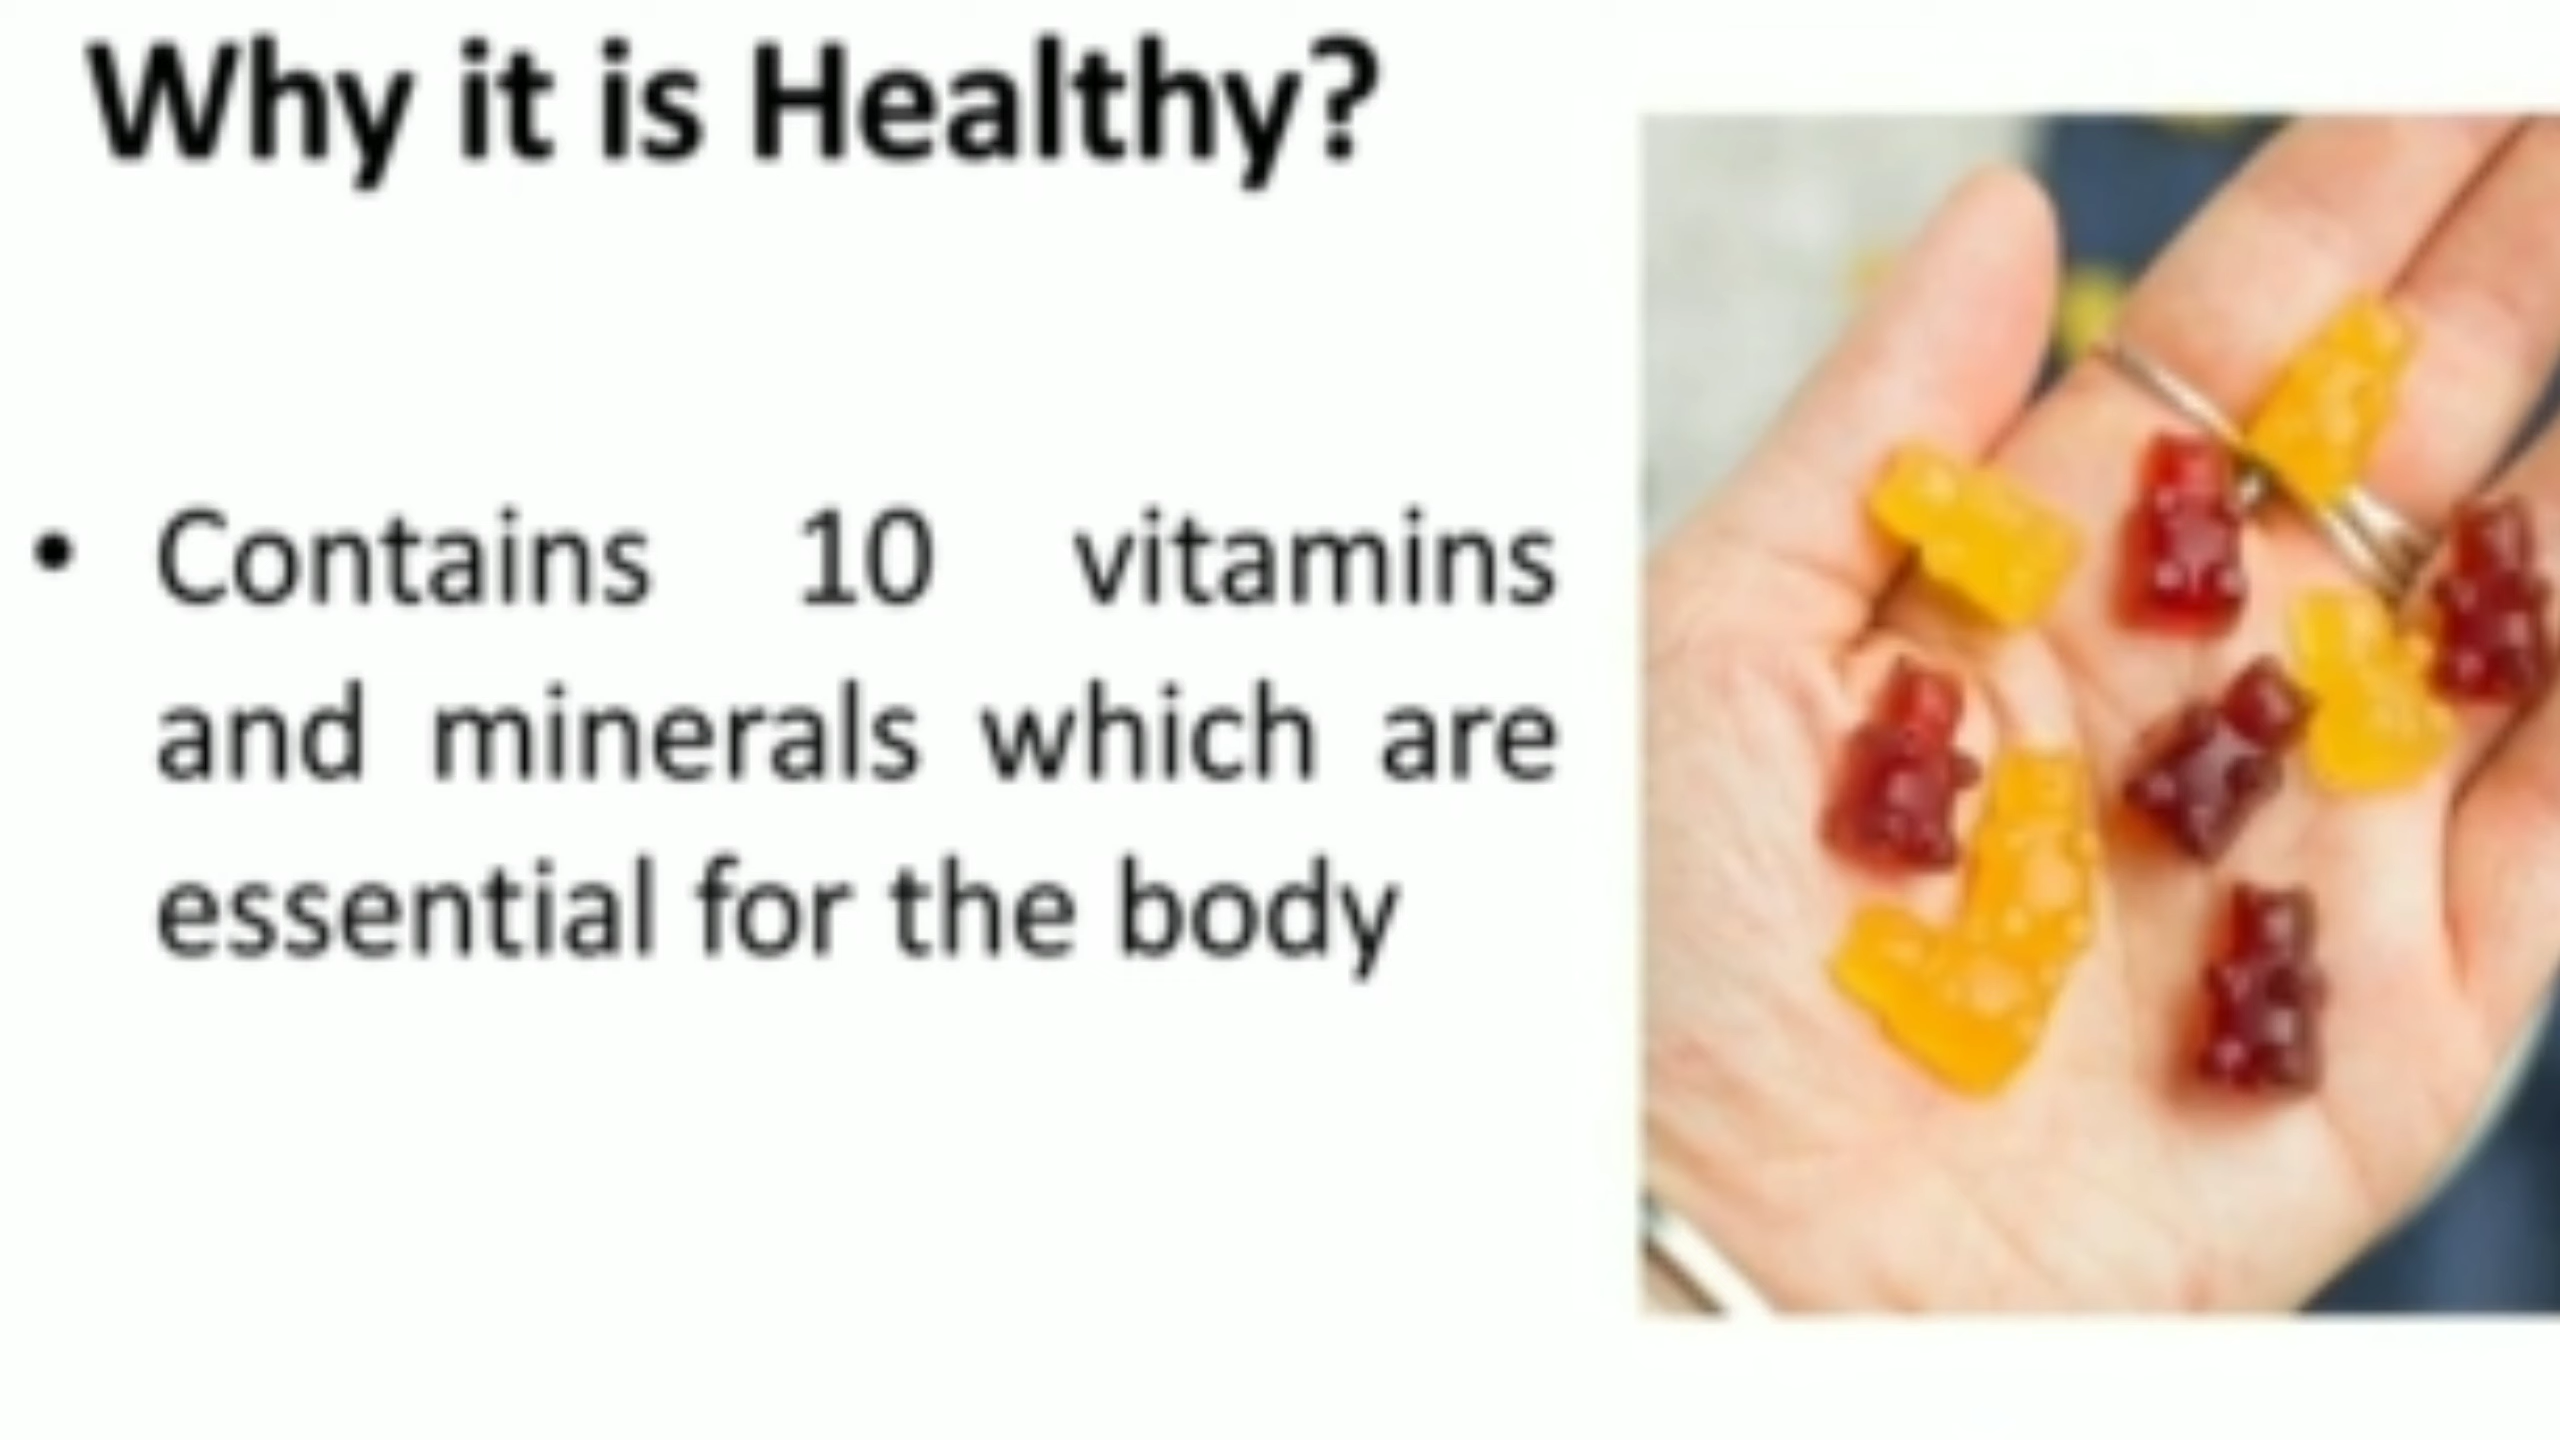 Why it is Healthy?
• Contains 10 vitamins
and minerals which are
essential for the body